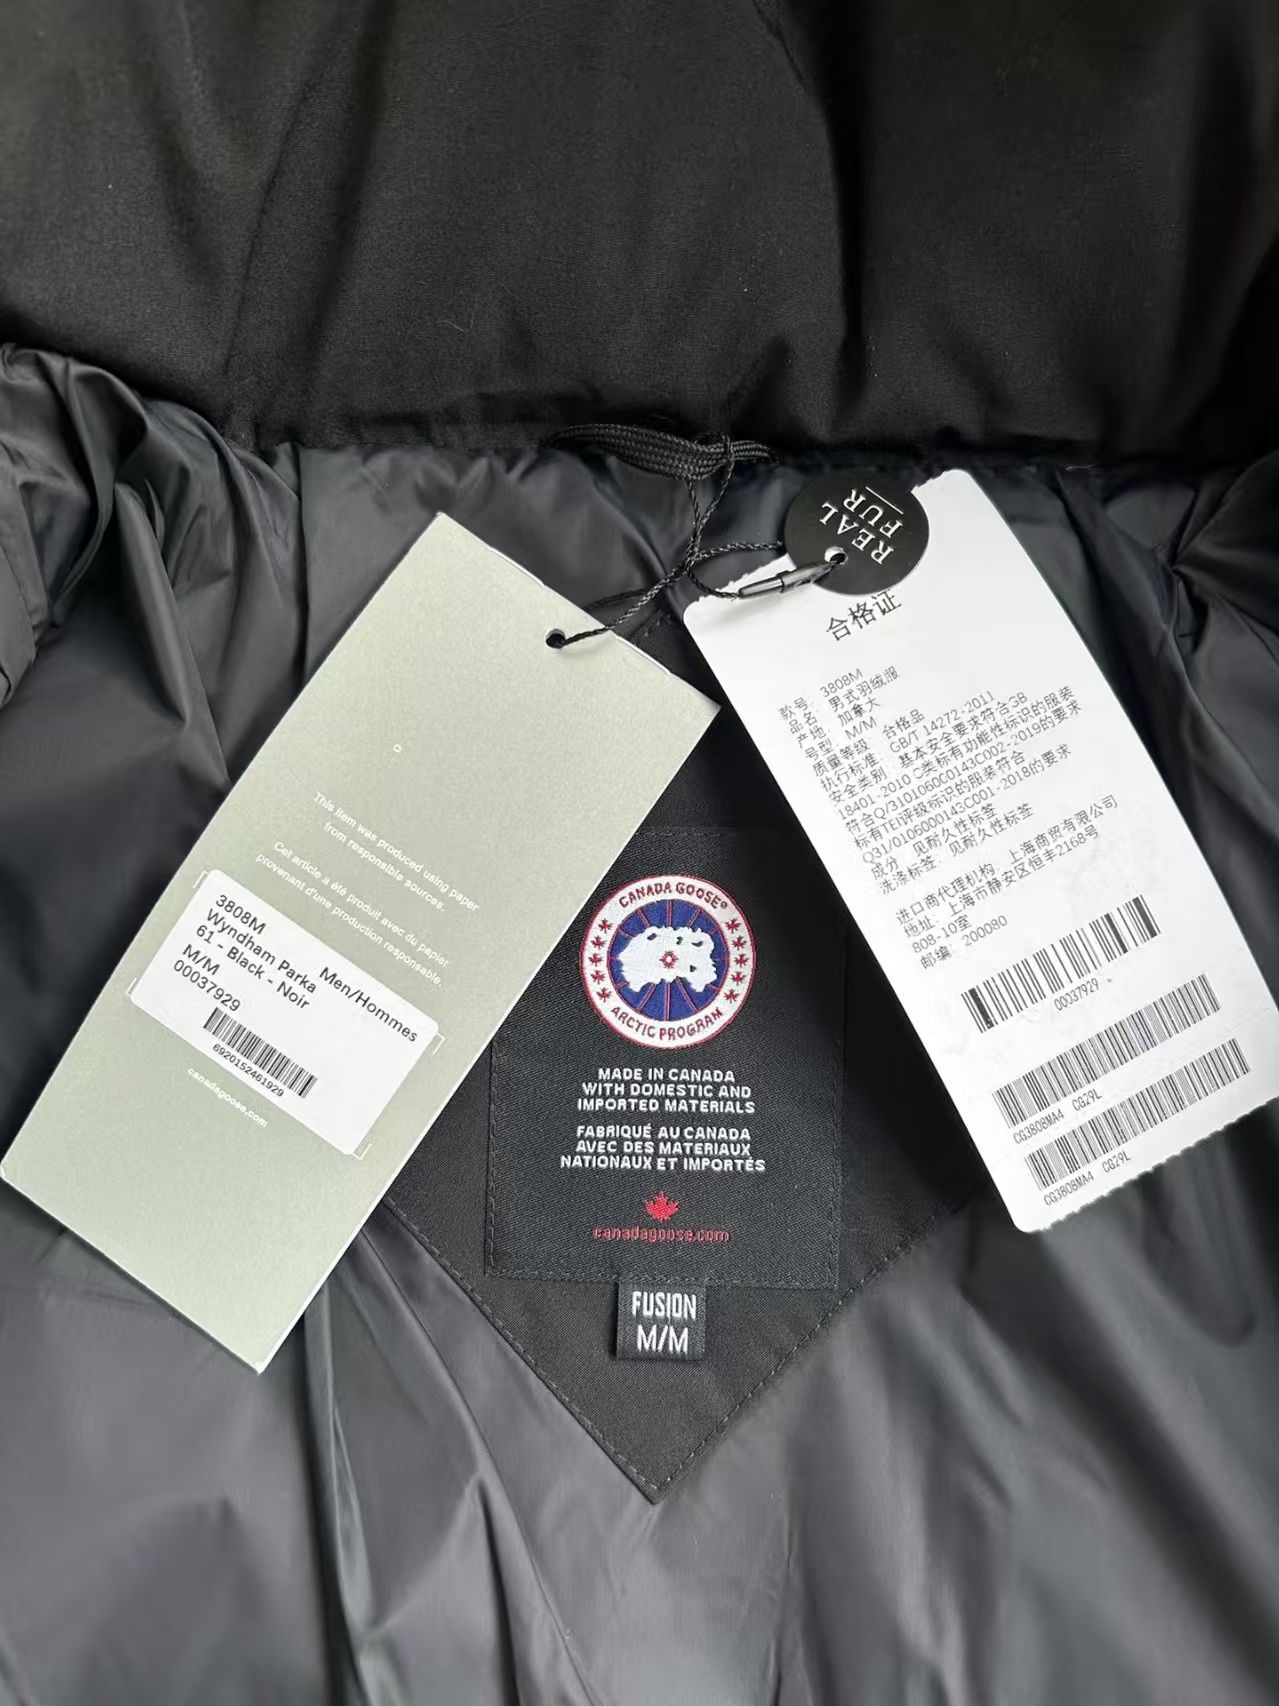 REAL
FUR
This item was produced using paper
from responsible sources.
Cet article a été produit avec du papier
provenant d'une production responsable.
3808M
Wyndham Parka Men/Hommes
61 - Black - Noir
M/M
00037929
6920152461929
canadagoose.com
CANADA GOOSE®
ARCTIC PROGRAM
MADE IN CANADA
WITH DOMESTIC AND
IMPORTED MATERIALS
FABRIQUÉ AU CANADA
AVEC DES MATERIAUX
NATIONAUX ET IMPORTÉS
canadagoose.com
FUSION
M/M
合格证
款号: 3808M
品名: 男式羽绒服
产地: 加拿大
号型: M/M
质量等级: 合格品
执行标准: GB/T 14272-2011
安全类别: 基本安全要求符合GB
18401-2010 C类标有功能性标识的服装
符合Q/3101060C0143C002-2019的要求
标有TEI评级标识的服装符合
Q31/0106000143C001-2018的要求
成分: 见耐久性标签
洗涤标签: 见耐久性标签
进口商代理机构: 上海商贸有限公司
地址: 上海市静安区恒丰2168号
808-10室
邮编: 200080
00037929
CG3808MA4 CG29L
CG3808MA4 CG29L